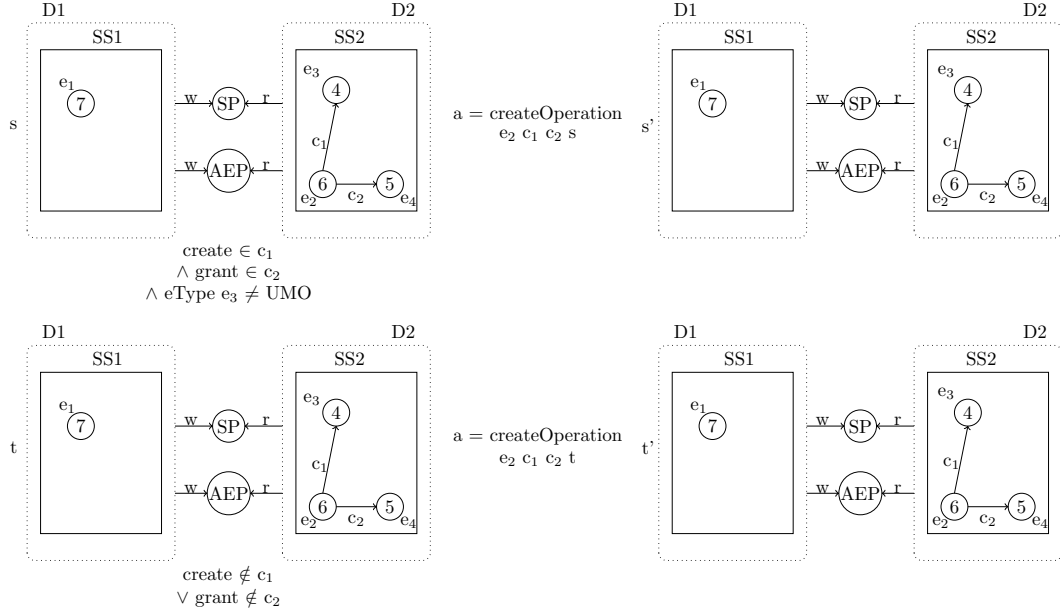 D1
D2
SS1
SS2
e1
7
e3
4
w
SP
r
c1
s
w
AEP
r
6
5
e2
c2
e4
a = createOperation
e2 c1 c2 s
D1
D2
SS1
SS2
e1
7
e3
4
w
SP
r
c1
s'
w
AEP
r
6
5
e2
c2
e4
create ∈ c1
∧ grant ∈ c2
∧ eType e3 ≠ UMO
D1
D2
SS1
SS2
e1
7
e3
4
w
SP
r
c1
t
w
AEP
r
6
5
e2
c2
e4
a = createOperation
e2 c1 c2 t
D1
D2
SS1
SS2
e1
7
e3
4
w
SP
r
c1
t'
w
AEP
r
6
5
e2
c2
e4
create ∉ c1
∨ grant ∉ c2